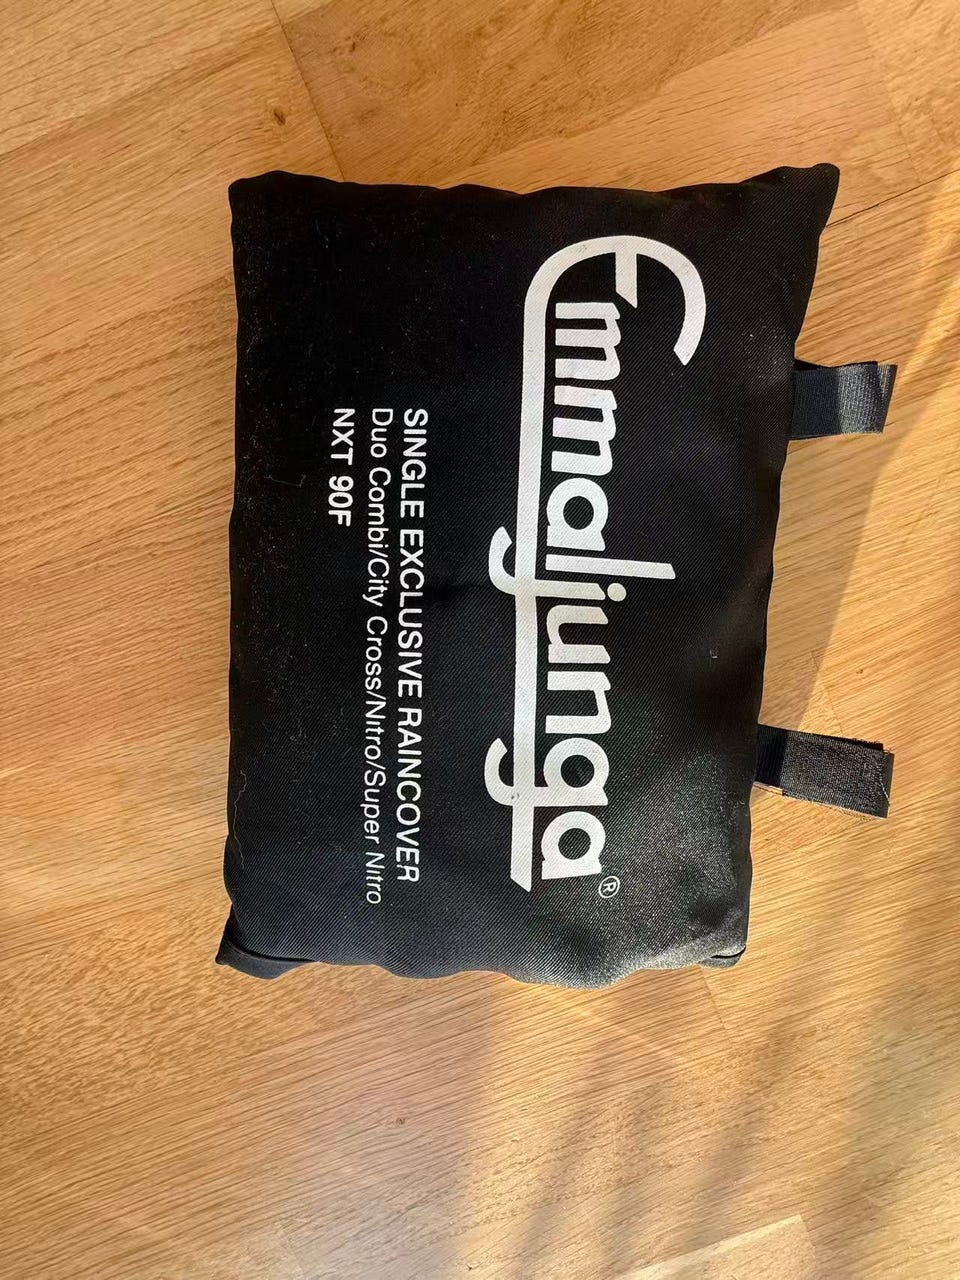 Emmaljunga®
SINGLE EXCLUSIVE RAINCOVER
Duo Combi/City Cross/Nitro/Super Nitro
NXT 90F